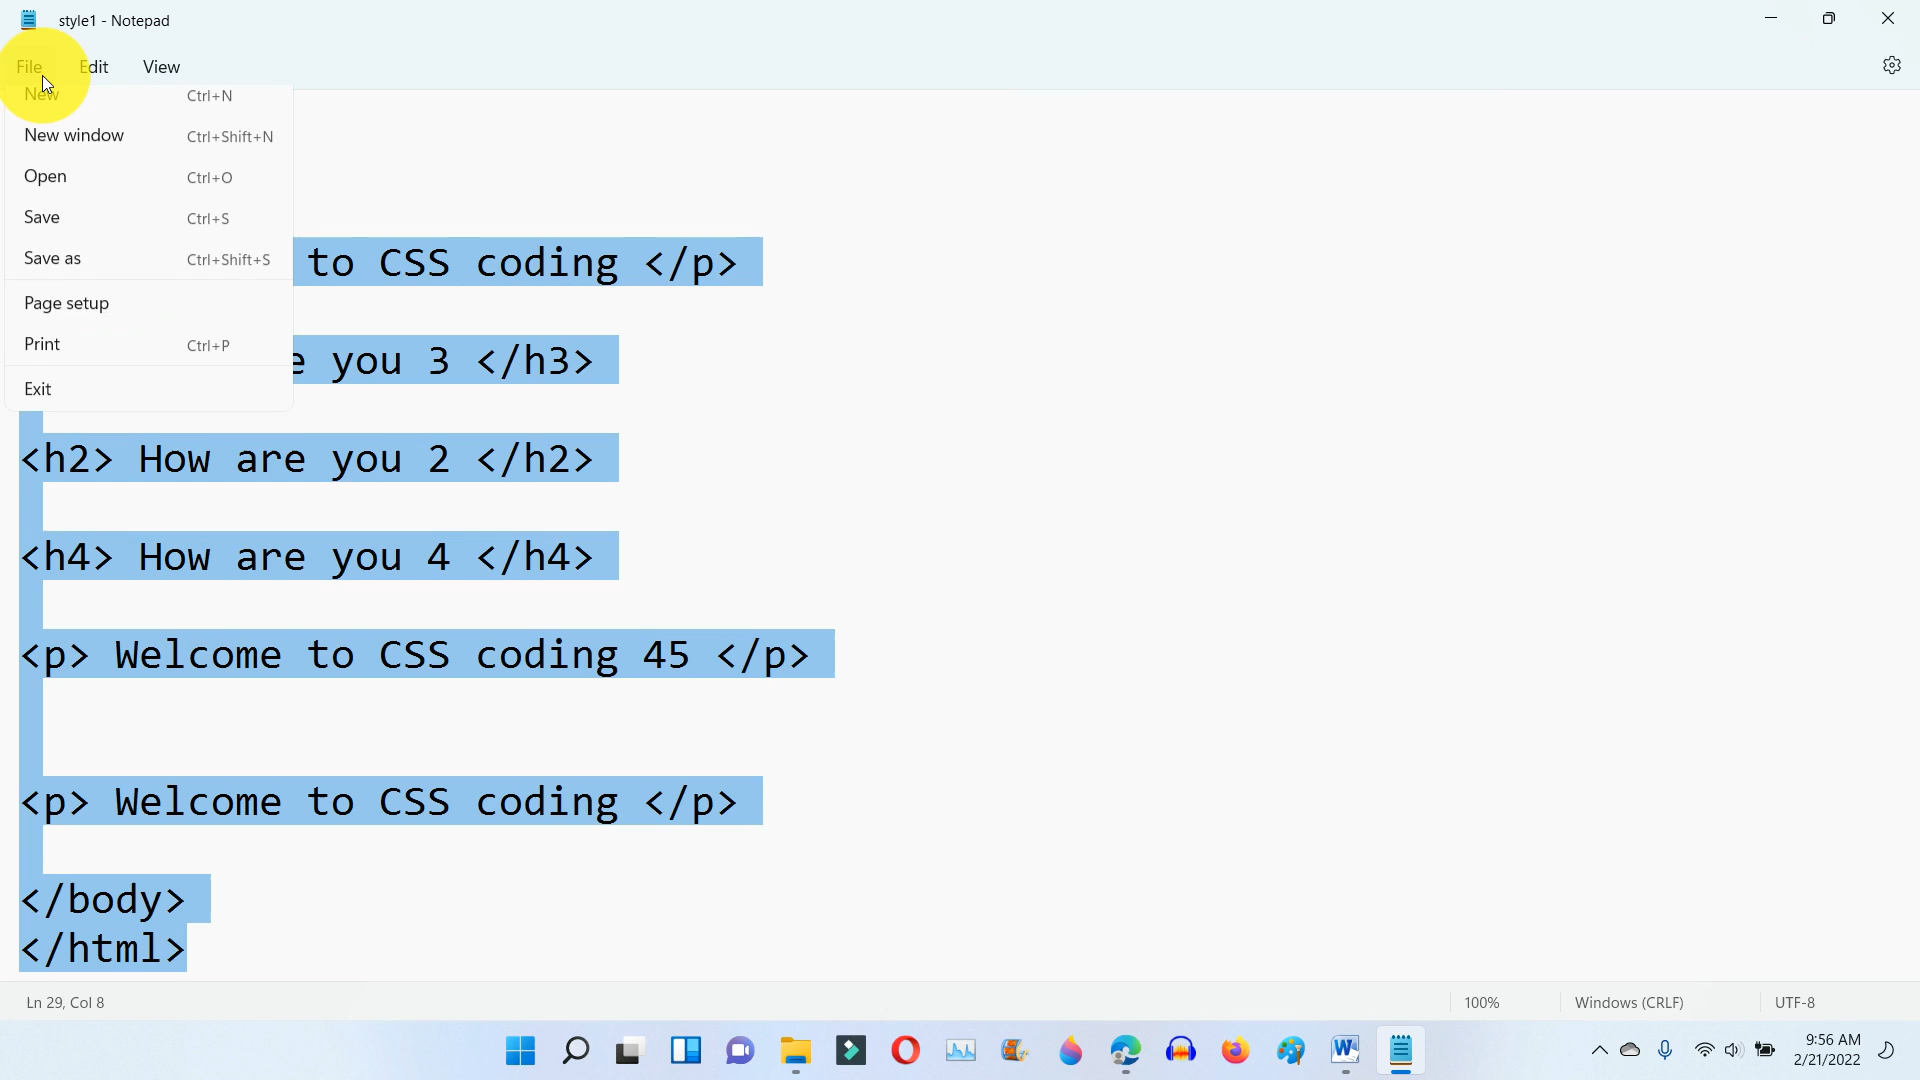 style1 - Notepad
File Edit View
New Ctrl+N
New window Ctrl+Shift+N
Open Ctrl+O
Save Ctrl+S
Save as Ctrl+Shift+S
Page setup
Print Ctrl+P
Exit
to CSS coding </p>
e you 3 </h3>
<h2> How are you 2 </h2>
<h4> How are you 4 </h4>
<p> Welcome to CSS coding 45 </p>
<p> Welcome to CSS coding </p>
</body>
</html>
Ln 29, Col 8 100% Windows (CRLF) UTF-8
9:56 AM
2/21/2022